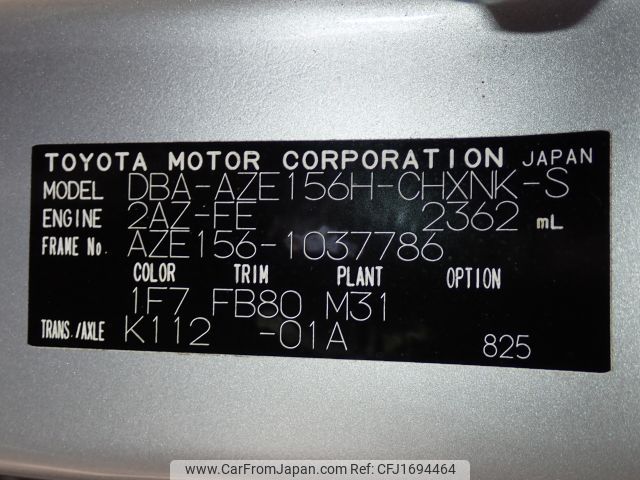 TOYOTA MOTOR CORPORATION JAPAN
MODEL DBA-AZE156H-CHXNK-S
ENGINE 2AZ-FE 2362 mL
FRAME No. AZE156-1037786
COLOR TRIM PLANT OPTION
1F7 FB80 M31
TRANS./AXLE K112 -01A 825
www.CarFromJapan.com CFJ1694464